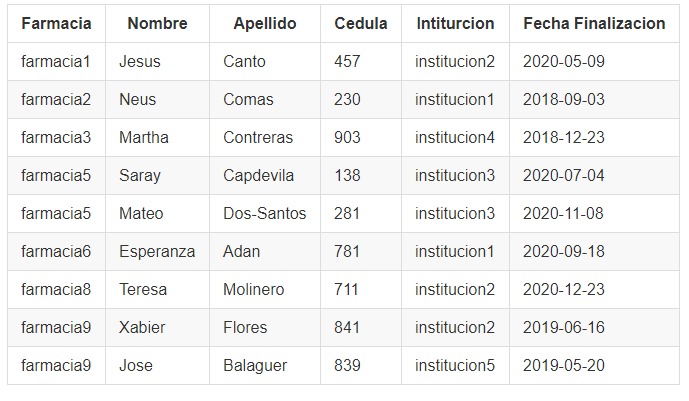 Farmacia Nombre Apellido Cedula Intiturcion Fecha Finalizacion
farmacia1 Jesus Canto 457 institucion2 2020-05-09
farmacia2 Neus Comas 230 institucion1 2018-09-03
farmacia3 Martha Contreras 903 institucion4 2018-12-23
farmacia5 Saray Capdevila 138 institucion3 2020-07-04
farmacia5 Mateo Dos-Santos 281 institucion3 2020-11-08
farmacia6 Esperanza Adan 781 institucion1 2020-09-18
farmacia8 Teresa Molinero 711 institucion2 2020-12-23
farmacia9 Xabier Flores 841 institucion2 2019-06-16
farmacia9 Jose Balaguer 839 institucion5 2019-05-20